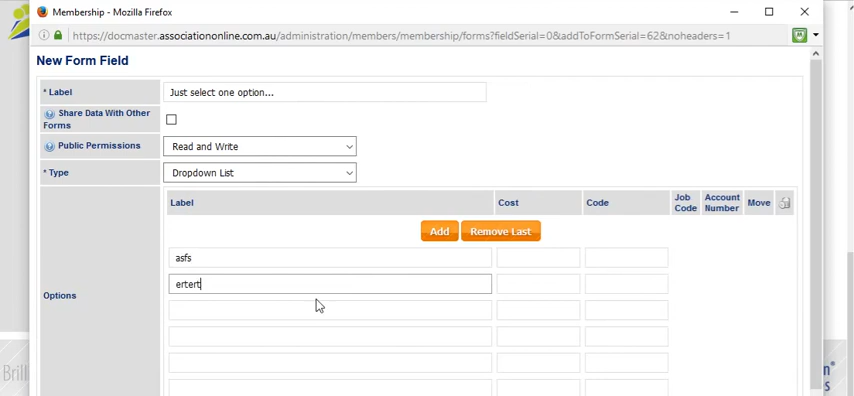 Membership - Mozilla Firefox
https://docmaster.associationonline.com.au/administration/members/membership/forms?fieldSerial=0&addToFormSerial=62&noheaders=1
New Form Field
* Label
Just select one option...
Share Data With Other
Forms
Public Permissions
Read and Write
* Type
Dropdown List
Label
Cost
Code
Job
Code
Account
Number
Move
Add
Remove Last
asfs
Options
ertert
Brill